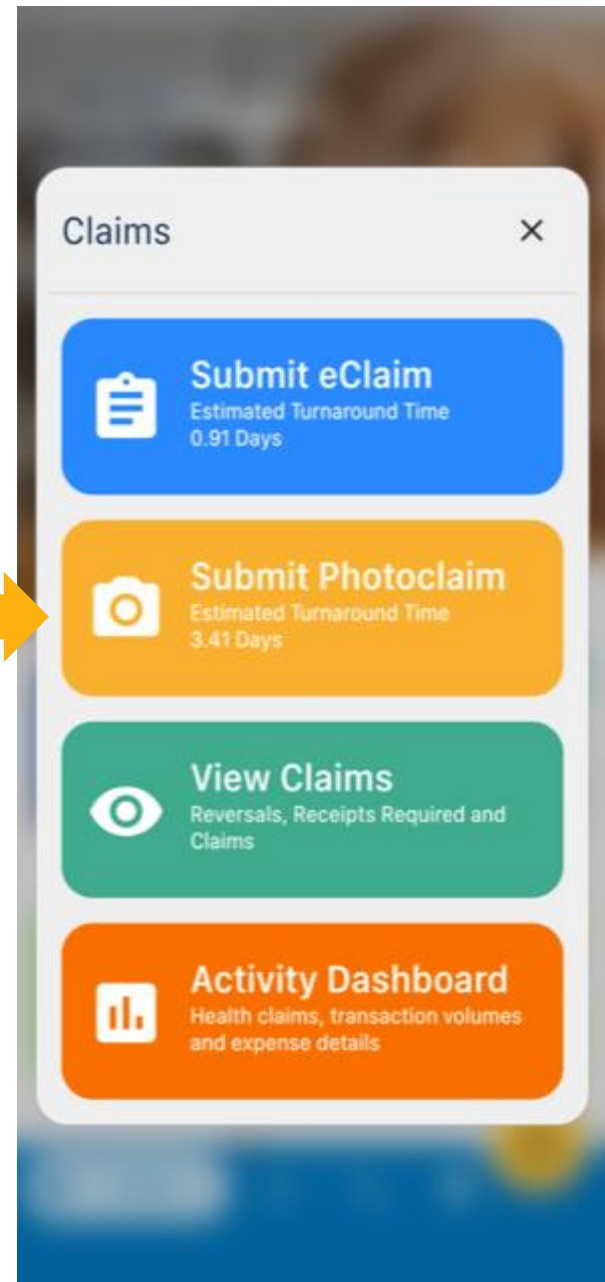 Claims
Submit eClaim
Estimated Turnaround Time
0.91 Days
Submit Photoclaim
Estimated Turnaround Time
3.41 Days
View Claims
Reversals, Receipts Required and
Claims
Activity Dashboard
Health claims, transaction volumes
and expense details